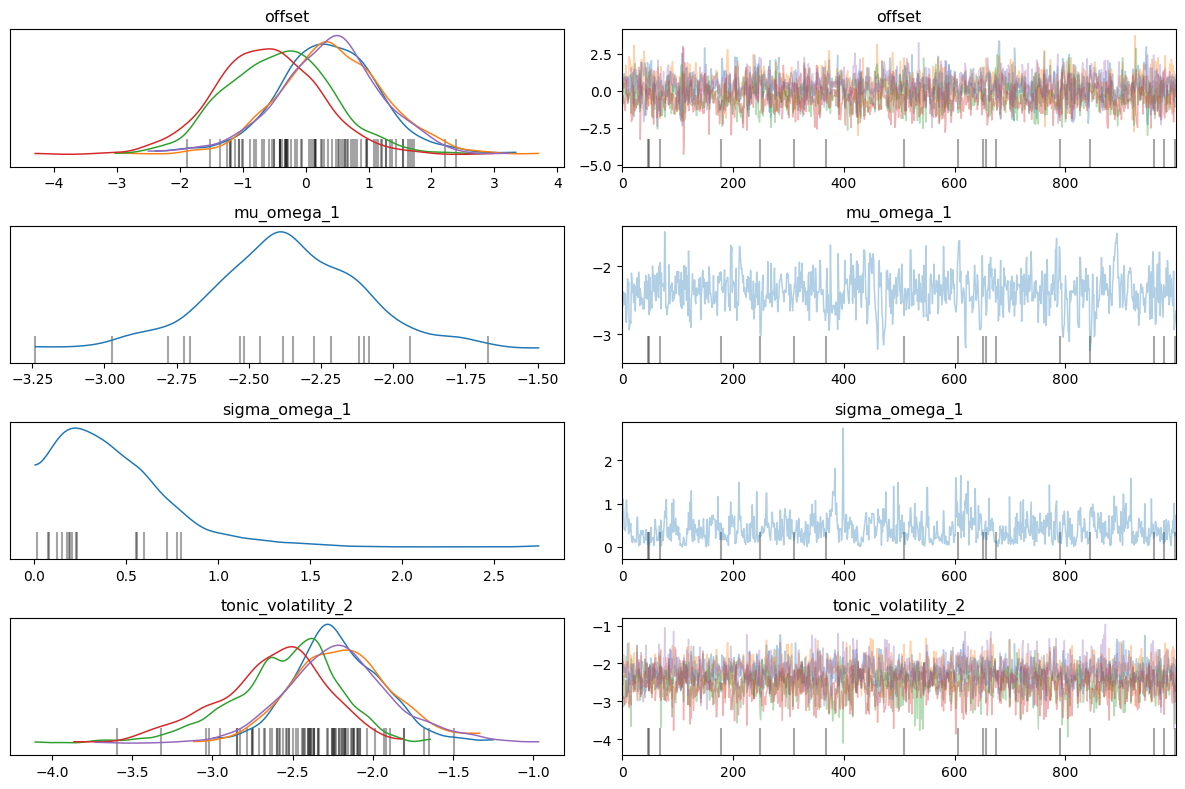 offset
offset
−4 −3 −2 −1 0 1 2 3 4
2.5
0.0
−2.5
−5.0
0 200 400 600 800
mu_omega_1
mu_omega_1
−3.25 −3.00 −2.75 −2.50 −2.25 −2.00 −1.75 −1.50
−2
−3
0 200 400 600 800
sigma_omega_1
sigma_omega_1
0.0 0.5 1.0 1.5 2.0 2.5
2
1
0
0 200 400 600 800
tonic_volatility_2
tonic_volatility_2
−4.0 −3.5 −3.0 −2.5 −2.0 −1.5 −1.0
−1
−2
−3
−4
0 200 400 600 800